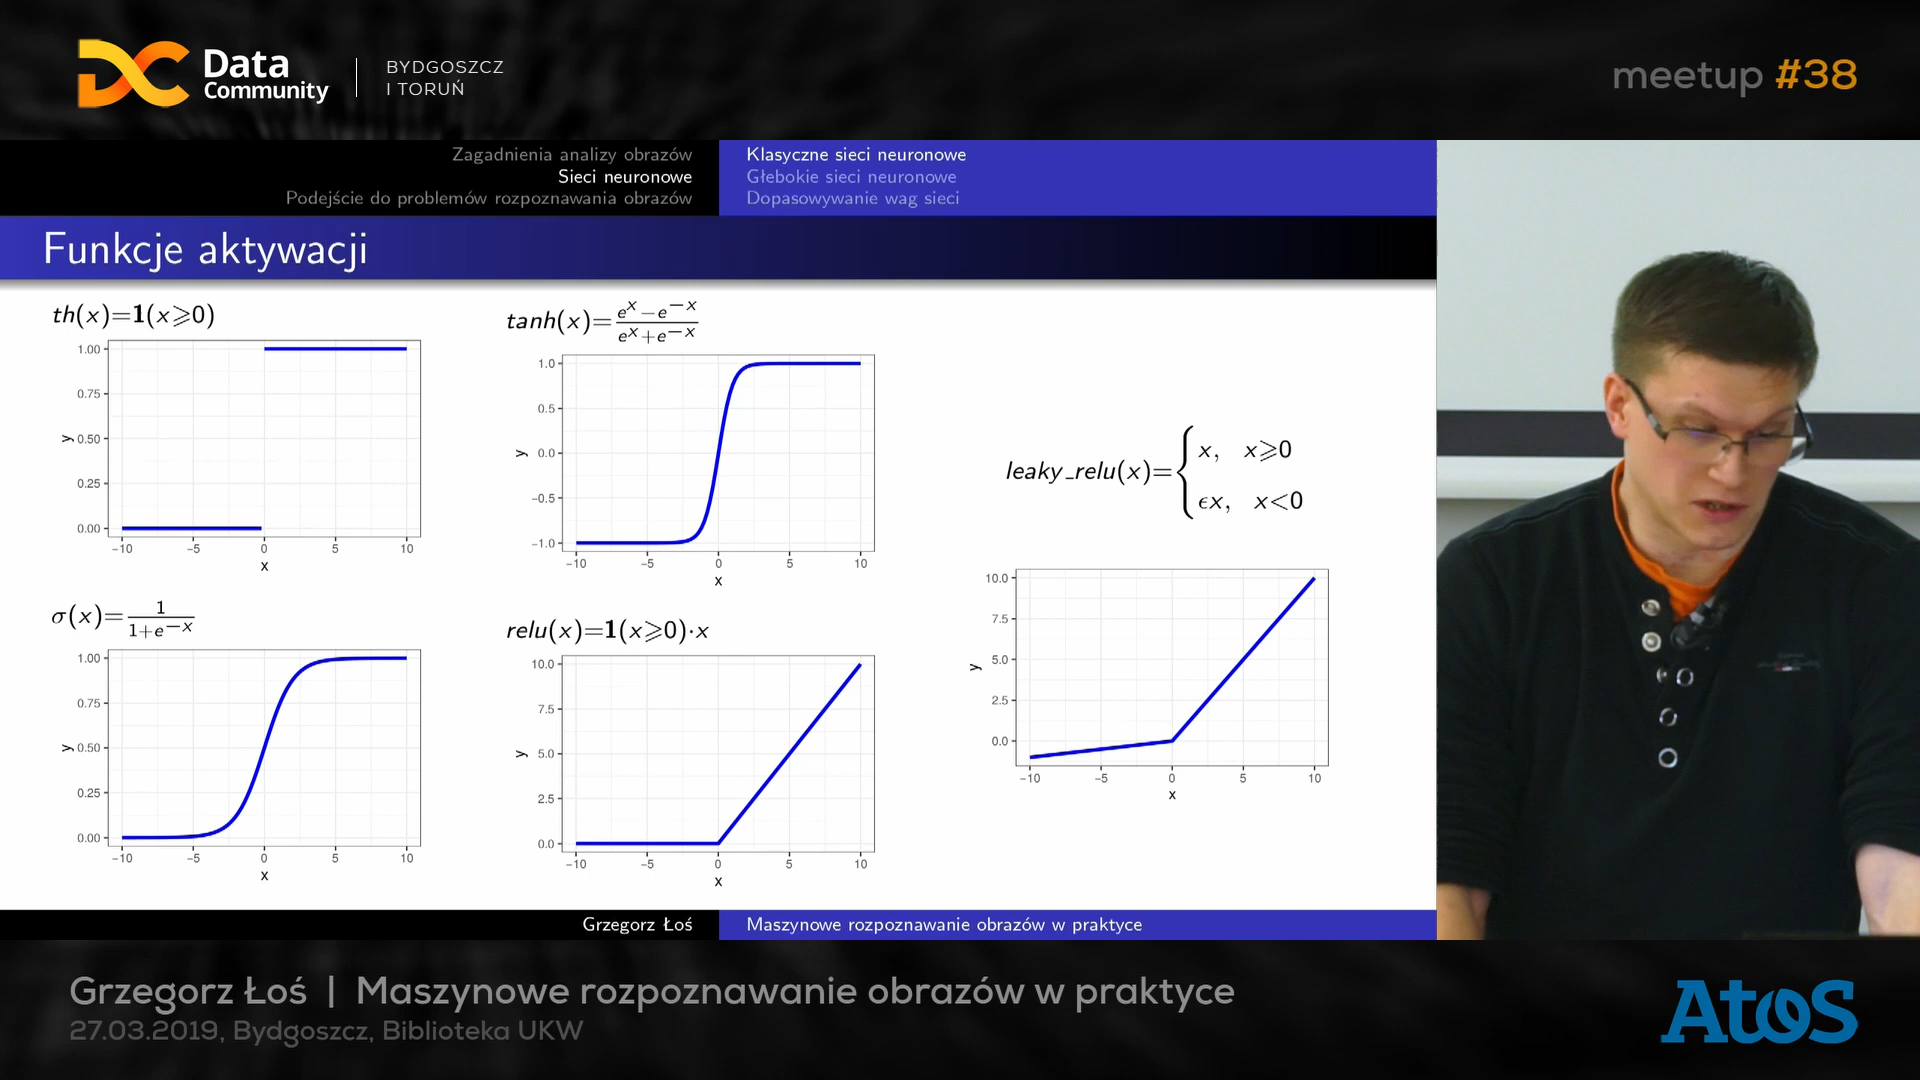 Data
Community
BYDGOSZCZ
I TORUŃ
meetup #38
Zagadnienia analizy obrazów
Sieci neuronowe
Podejście do problemów rozpoznawania obrazów
Klasyczne sieci neuronowe
Głebokie sieci neuronowe
Dopasowywanie wag sieci
Funkcje aktywacji
th(x)=1(x⩾0)
1.00
0.75
0.50
0.25
0.00
y
−10 −5 0 5 10
x
σ(x)=1/(1+e^−x)
1.00
0.75
0.50
0.25
0.00
y
−10 −5 0 5 10
x
tanh(x)=(e^x−e^−x)/(e^x+e^−x)
1.0
0.5
0.0
−0.5
−1.0
y
−10 −5 0 5 10
x
relu(x)=1(x⩾0)·x
10.0
7.5
5.0
2.5
0.0
y
−10 −5 0 5 10
x
leaky_relu(x)={
x, x⩾0
ϵx, x<0
10.0
7.5
5.0
2.5
0.0
y
−10 −5 0 5 10
x
Grzegorz Łoś
Maszynowe rozpoznawanie obrazów w praktyce
Grzegorz Łoś | Maszynowe rozpoznawanie obrazów w praktyce
27.03.2019, Bydgoszcz, Biblioteka UKW
Atos